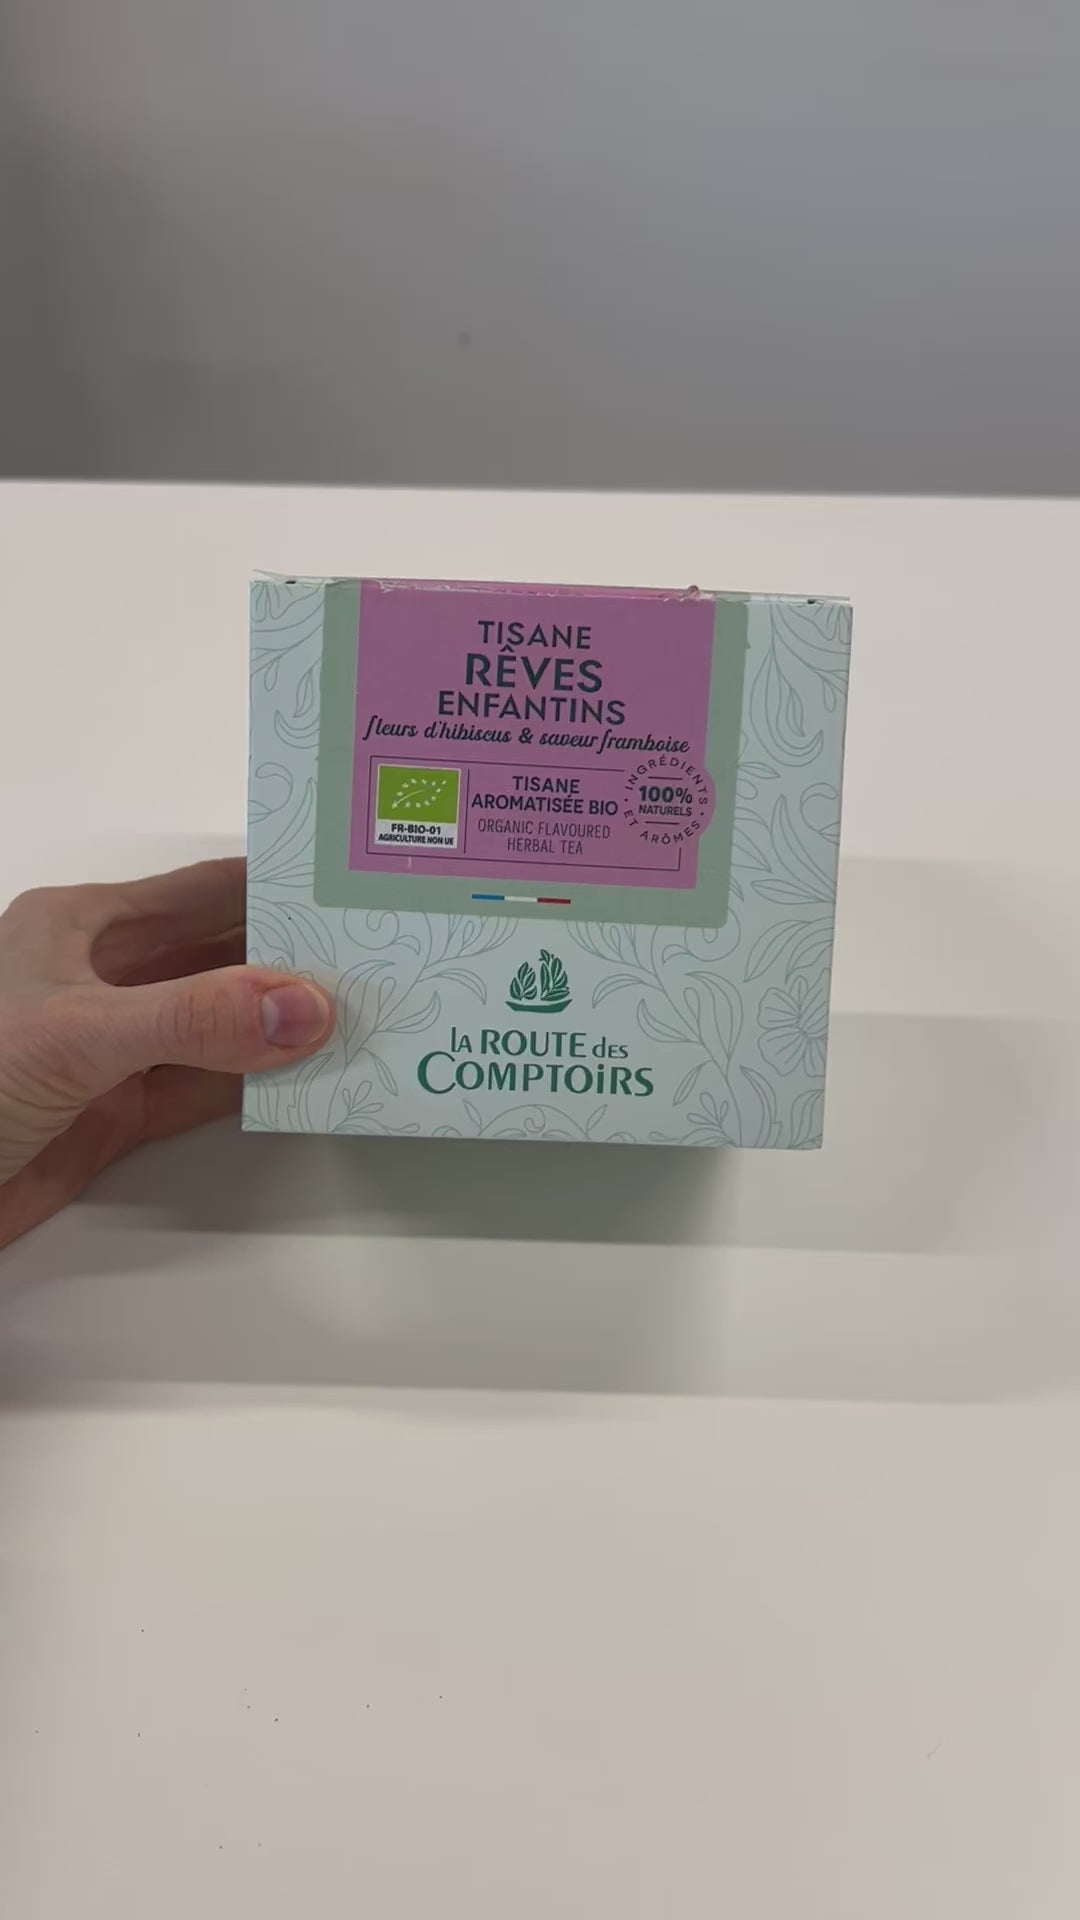 TISANE
RÊVES
ENFANTINS
fleurs d'hibiscus & saveur framboise
FR-BIO-01
AGRICULTURE NON UE
TISANE
AROMATISÉE BIO
ORGANIC FLAVOURED
HERBAL TEA
INGRÉDIENTS
100%
NATURELS
ET ARÔMES
LA ROUTE DES
COMPTOiRS